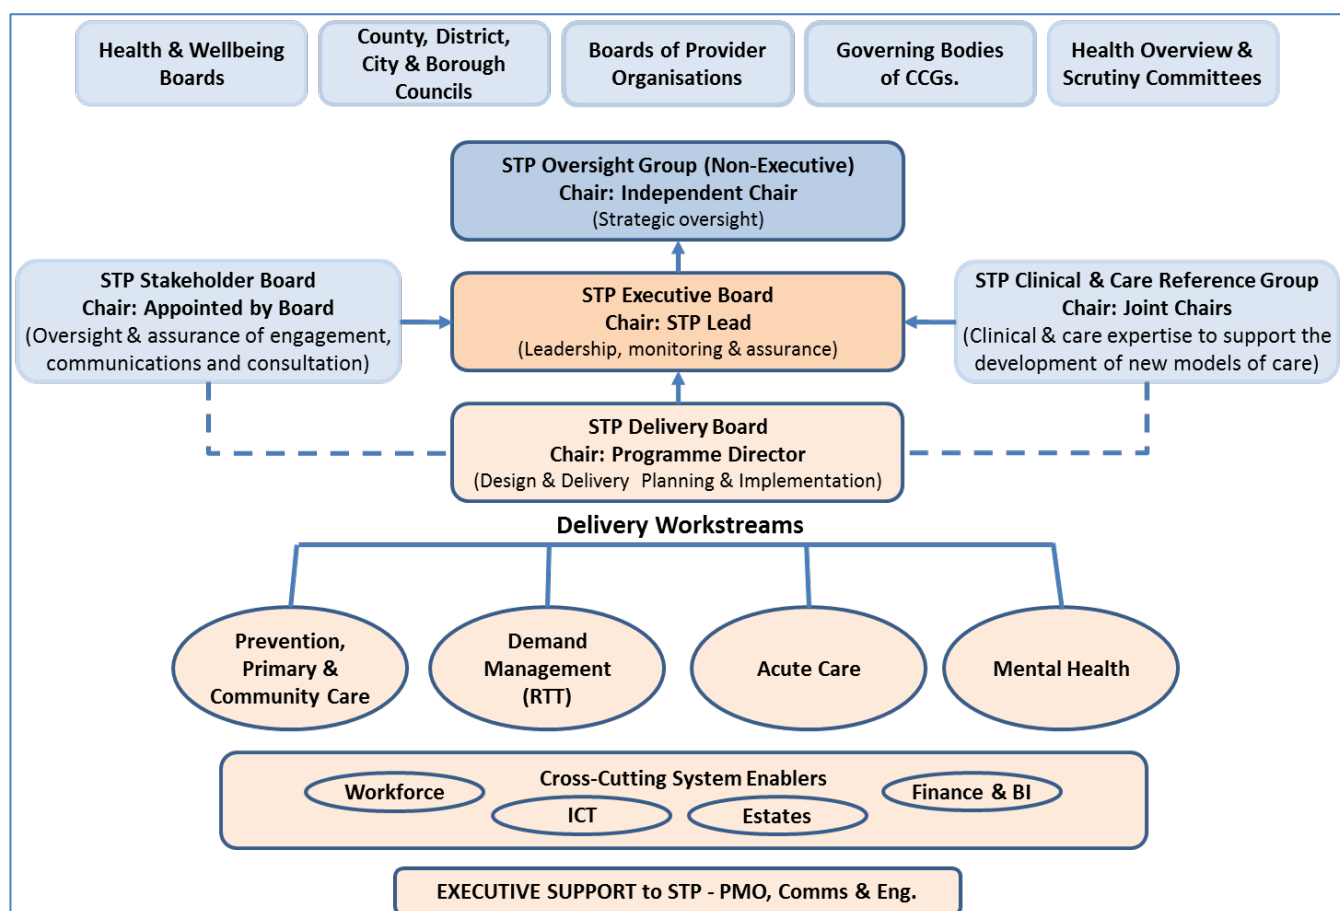 Health & Wellbeing
Boards
County, District,
City & Borough
Councils
Boards of Provider
Organisations
Governing Bodies
of CCGs.
Health Overview &
Scrutiny Committees
STP Oversight Group (Non-Executive)
Chair: Independent Chair
(Strategic oversight)
STP Stakeholder Board
Chair: Appointed by Board
(Oversight & assurance of engagement,
communications and consultation)
STP Executive Board
Chair: STP Lead
(Leadership, monitoring & assurance)
STP Clinical & Care Reference Group
Chair: Joint Chairs
(Clinical & care expertise to support the
development of new models of care)
STP Delivery Board
Chair: Programme Director
(Design & Delivery Planning & Implementation)
Delivery Workstreams
Prevention,
Primary &
Community Care
Demand
Management
(RTT)
Acute Care
Mental Health
Cross-Cutting System Enablers
Workforce
ICT
Estates
Finance & BI
EXECUTIVE SUPPORT to STP - PMO, Comms & Eng.